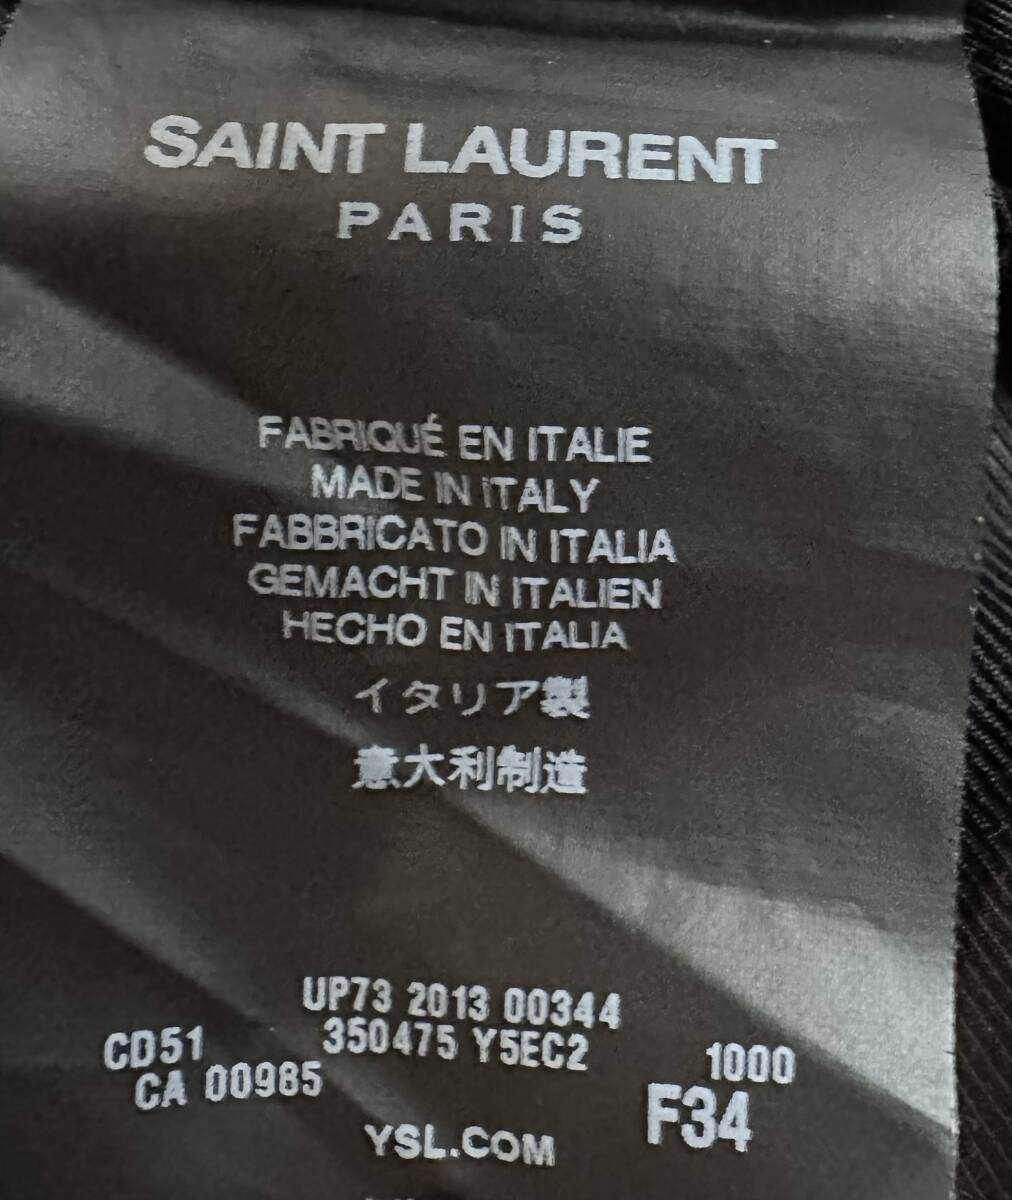 SAINT LAURENT
PARIS
FABRIQUÉ EN ITALIE
MADE IN ITALY
FABBRICATO IN ITALIA
GEMACHT IN ITALIEN
HECHO EN ITALIA
イタリア製
意大利制造
UP73 2013 00344
CD51 350475 Y5EC2 1000
CA 00985 F34
YSL.COM